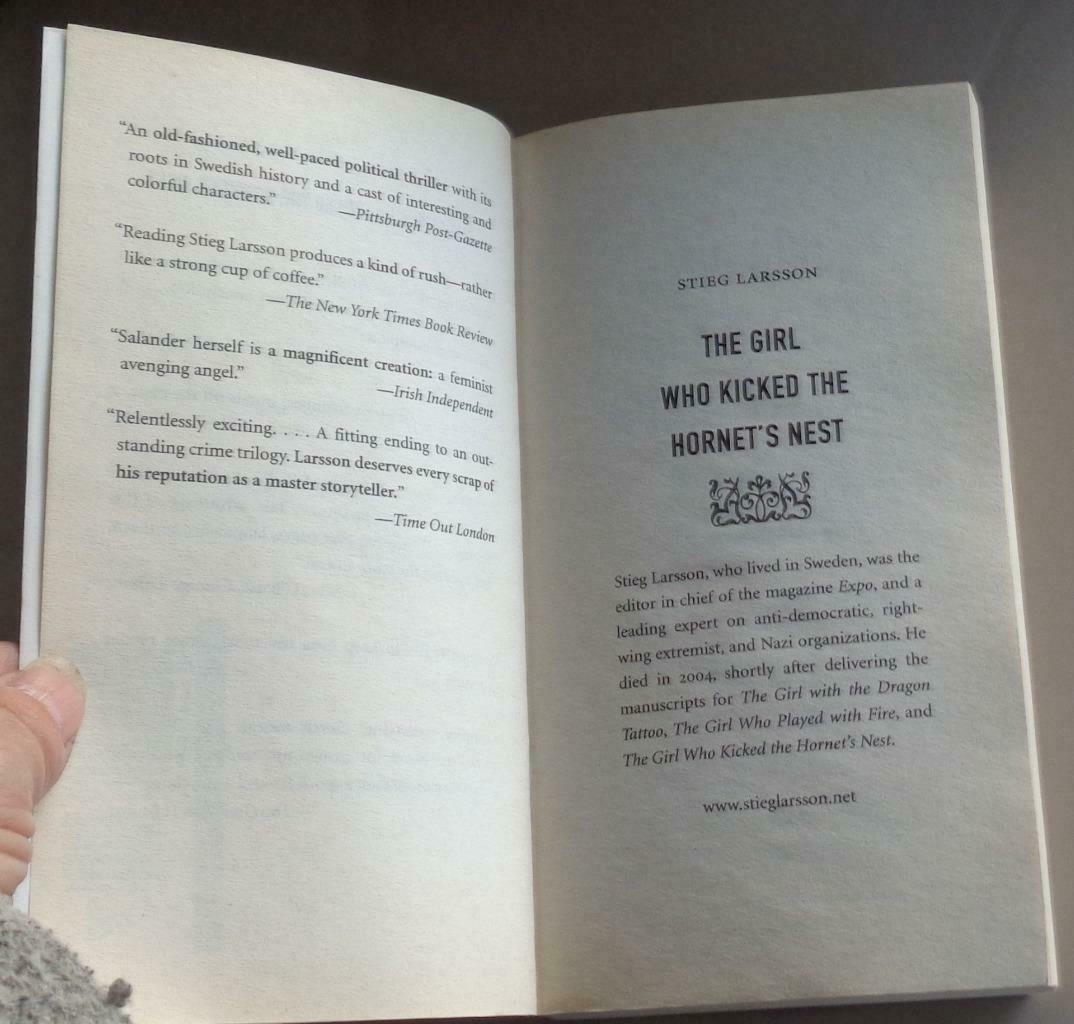 “An old-fashioned, well-paced political thriller with its
roots in Swedish history and a cast of interesting and
colorful characters.”
—Pittsburgh Post-Gazette
“Reading Stieg Larsson produces a kind of rush—rather
like a strong cup of coffee.”
—The New York Times Book Review
“Salander herself is a magnificent creation: a feminist
avenging angel.”
—Irish Independent
“Relentlessly exciting. . . . A fitting ending to an out-
standing crime trilogy. Larsson deserves every scrap of
his reputation as a master storyteller.”
—Time Out London
STIEG LARSSON
THE GIRL
WHO KICKED THE
HORNET’S NEST
Stieg Larsson, who lived in Sweden, was the
editor in chief of the magazine Expo, and a
leading expert on anti-democratic, right-
wing extremist, and Nazi organizations. He
died in 2004, shortly after delivering the
manuscripts for The Girl with the Dragon
Tattoo, The Girl Who Played with Fire, and
The Girl Who Kicked the Hornet’s Nest.
www.stieglarsson.net